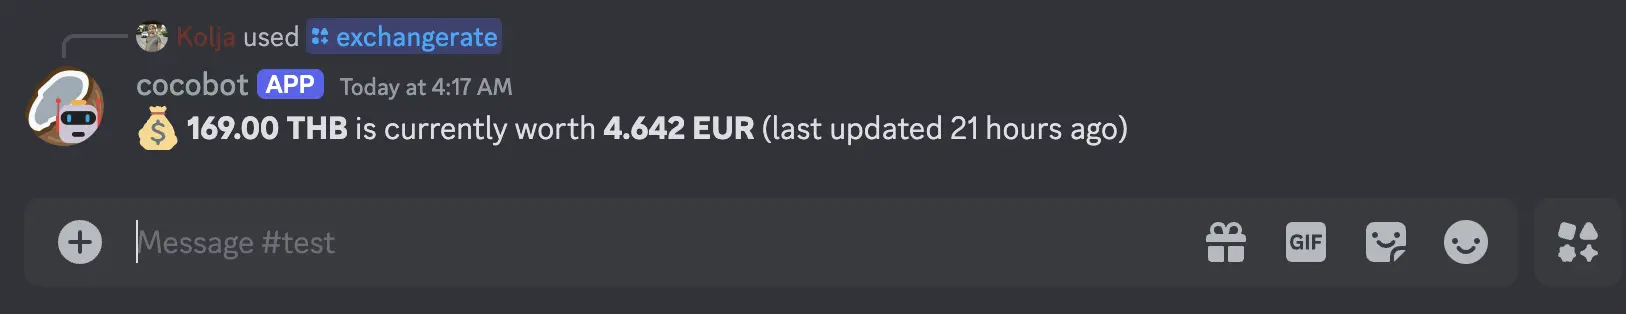 Kolja used exchangerate
cocobot APP Today at 4:17 AM
169.00 THB is currently worth 4.642 EUR (last updated 21 hours ago)
Message #test
GIF